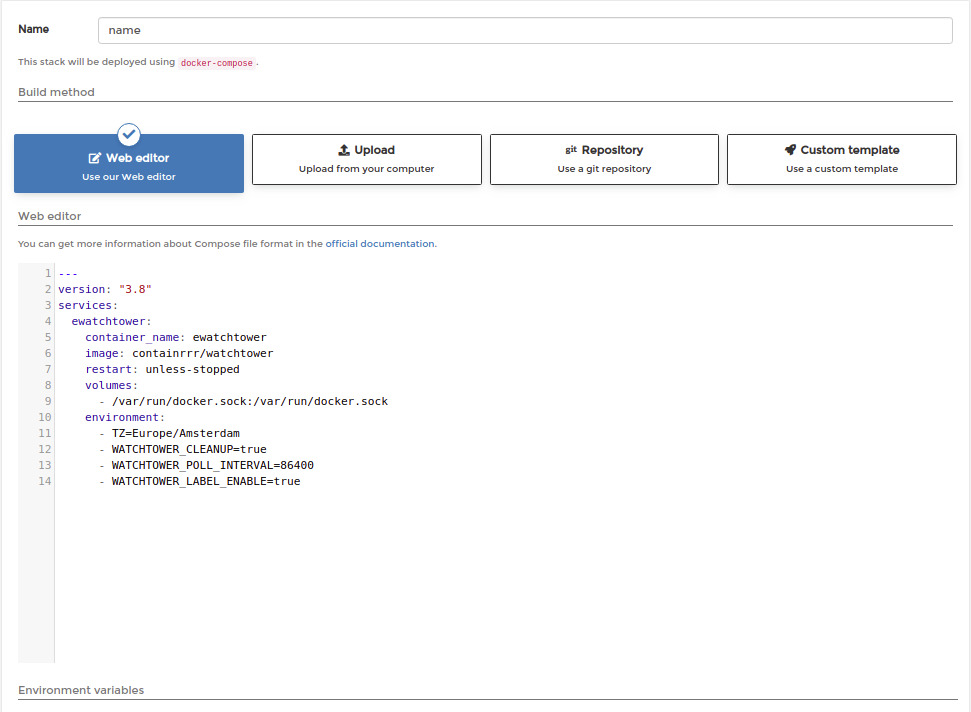 Name
name
This stack will be deployed using docker-compose.
Build method
Web editor
Use our Web editor
Upload
Upload from your computer
git Repository
Use a git repository
Custom template
Use a custom template
Web editor
You can get more information about Compose file format in the official documentation.
1 ---
2 version: "3.8"
3 services:
4   ewatchtower:
5     container_name: ewatchtower
6     image: containrrr/watchtower
7     restart: unless-stopped
8     volumes:
9       - /var/run/docker.sock:/var/run/docker.sock
10     environment:
11       - TZ=Europe/Amsterdam
12       - WATCHTOWER_CLEANUP=true
13       - WATCHTOWER_POLL_INTERVAL=86400
14       - WATCHTOWER_LABEL_ENABLE=true
Environment variables